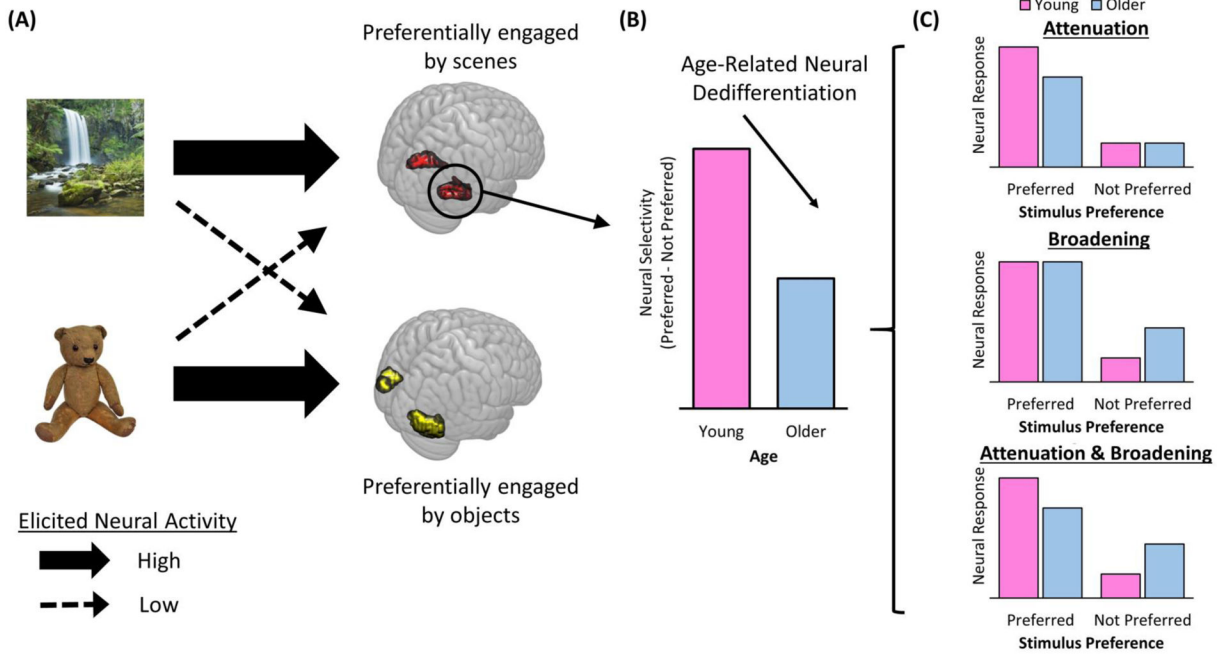 (A)
Preferentially engaged
by scenes
Preferentially engaged
by objects
Elicited Neural Activity
High
Low
(B)
Age-Related Neural
Dedifferentiation
Neural Selectivity
(Preferred - Not Preferred)
Young Older
Age
(C)
Young Older
Attenuation
Neural Response
Preferred Not Preferred
Stimulus Preference
Broadening
Neural Response
Preferred Not Preferred
Stimulus Preference
Attenuation & Broadening
Neural Response
Preferred Not Preferred
Stimulus Preference